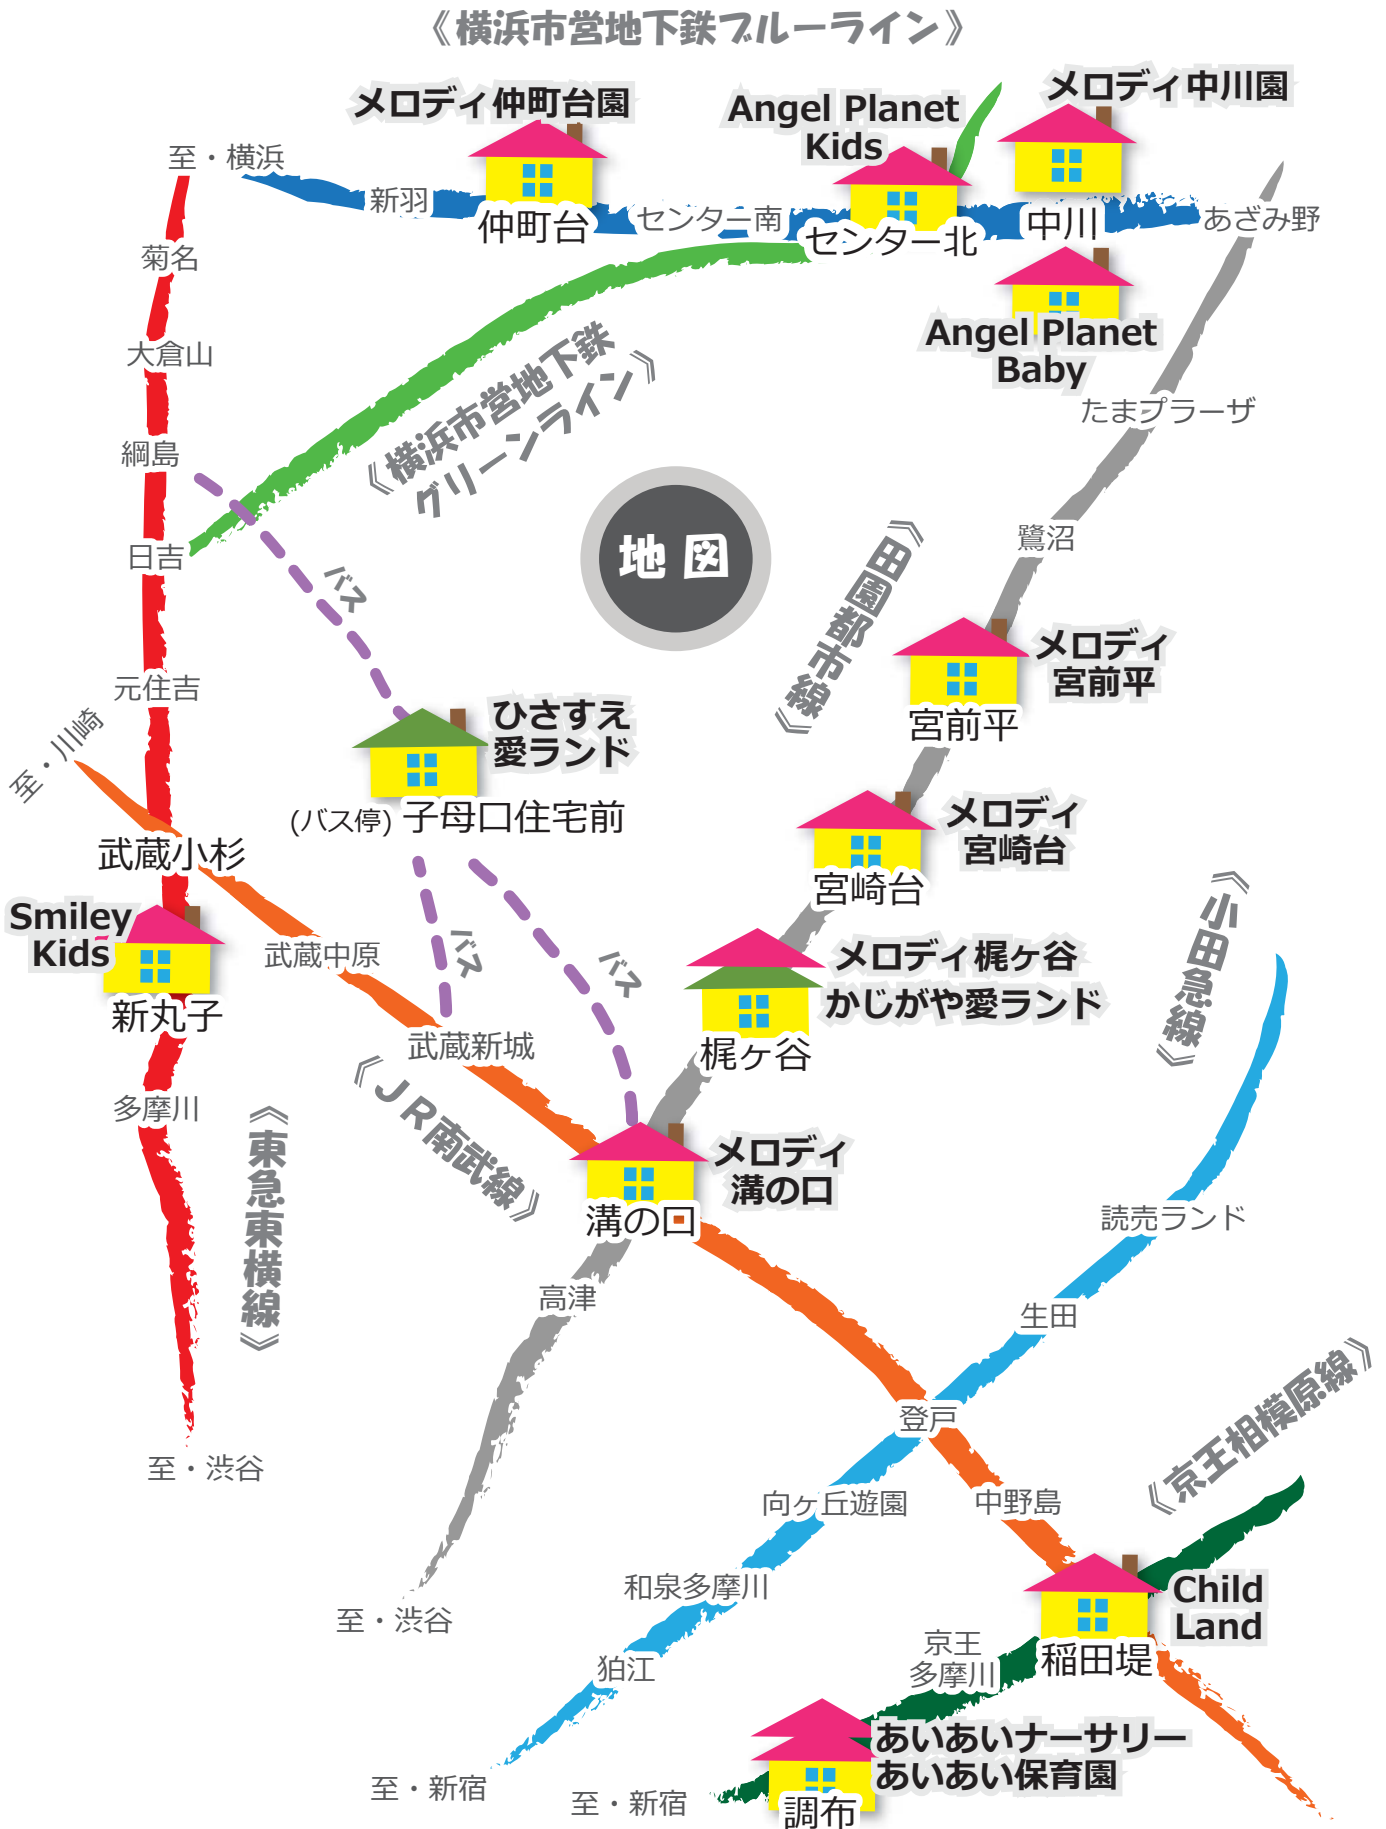 《横浜市営地下鉄ブルーライン》
メロディ仲町台園
Angel Planet
Kids
メロディ中川園
至・横浜
新羽
仲町台
センター南
センター北
中川
あざみ野
菊名
大倉山
綱島
日吉
元住吉
《横浜市営地下鉄
グリーンライン》
Angel Planet
Baby
たまプラーザ
鷺沼
地図
バス
《田園都市線》
メロディ
宮前平
宮前平
ひさすえ
愛ランド
(バス停) 子母口住宅前
至・川崎
武蔵小杉
メロディ
宮崎台
宮崎台
Smiley
Kids
新丸子
武蔵中原
バス
バス
武蔵新城
メロディ梶ヶ谷
かじがや愛ランド
梶ヶ谷
《小田急線》
多摩川
《東急東横線》
《JR南武線》
メロディ
溝の口
溝の口
高津
読売ランド
生田
登戸
《京王相模原線》
至・渋谷
向ヶ丘遊園
中野島
和泉多摩川
至・渋谷
Child
Land
稲田堤
京王
多摩川
狛江
あいあいナーサリー
あいあい保育園
至・新宿
至・新宿
調布